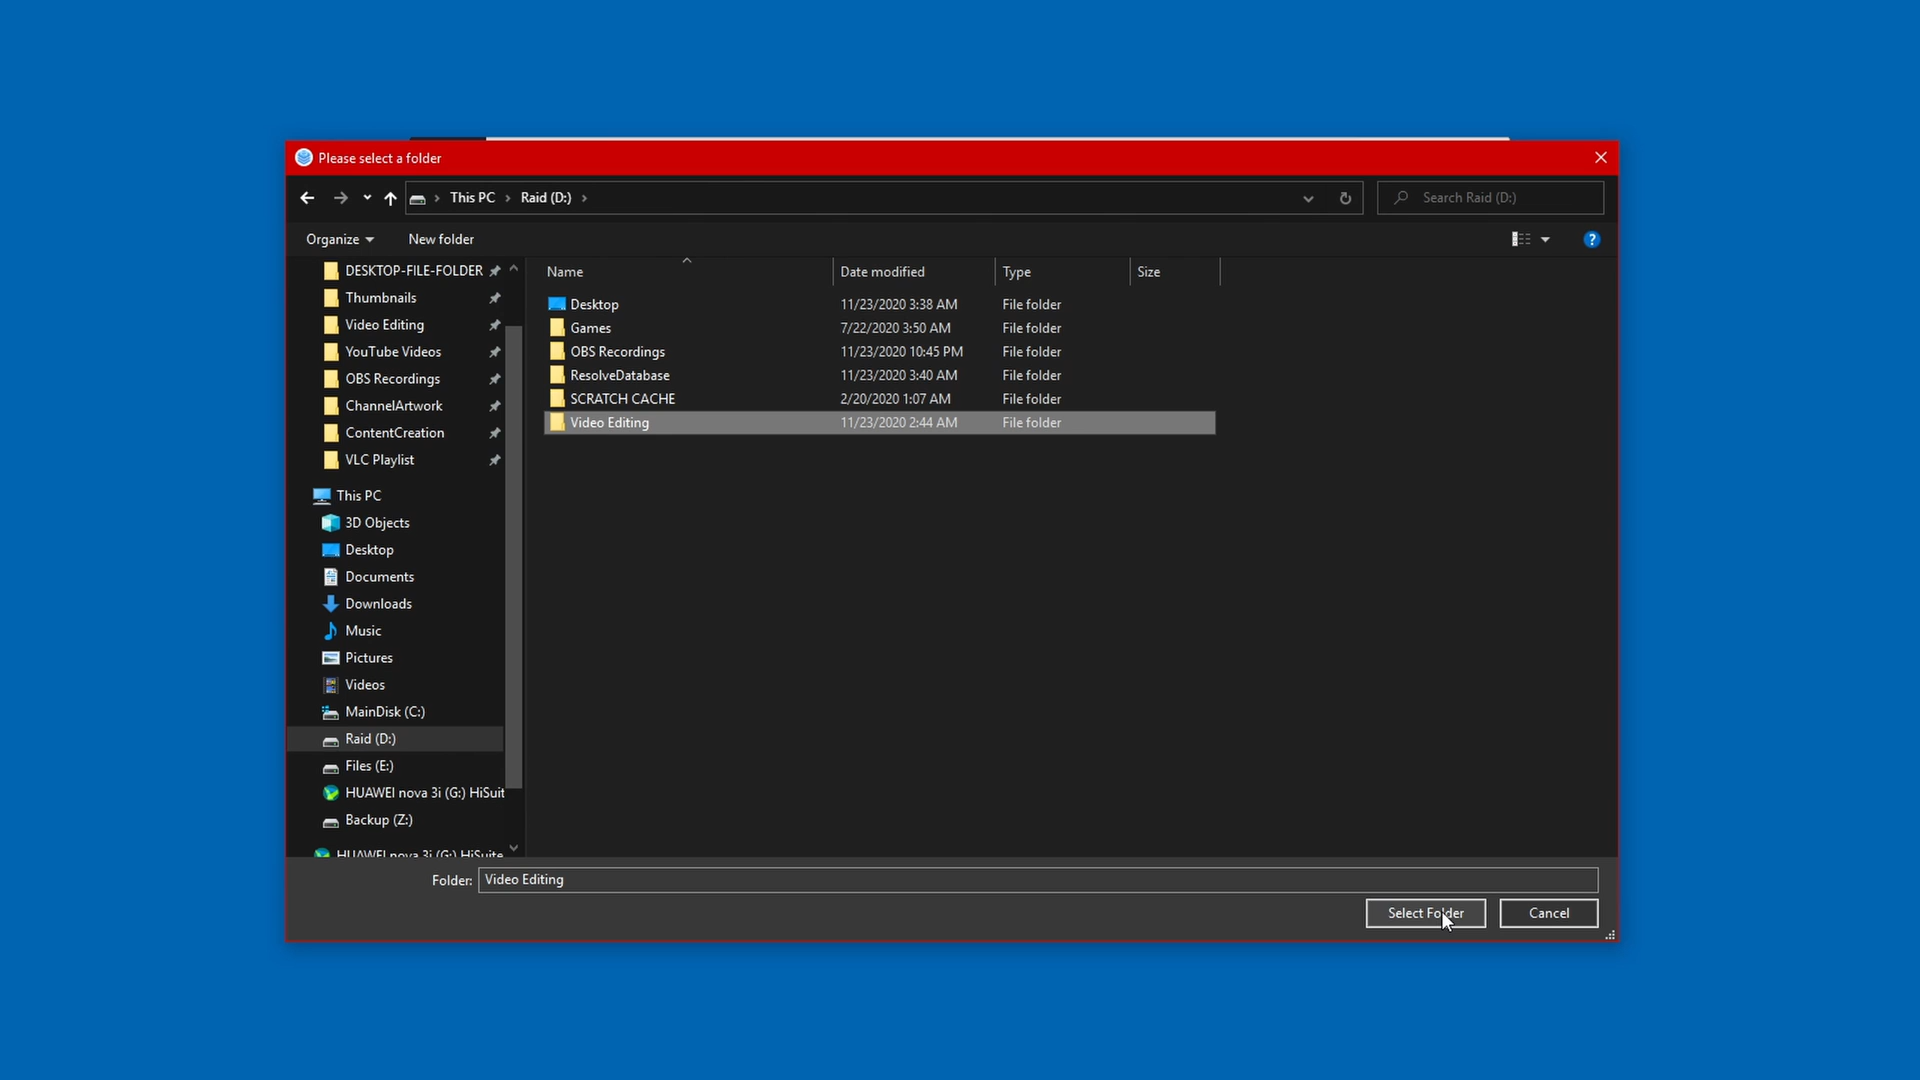 Please select a folder
This PC > Raid (D:) >
Search Raid (D:)
Organize
New folder
DESKTOP-FILE-FOLDER
Thumbnails
Video Editing
YouTube Videos
OBS Recordings
ChannelArtwork
ContentCreation
VLC Playlist
This PC
3D Objects
Desktop
Documents
Downloads
Music
Pictures
Videos
MainDisk (C:)
Raid (D:)
Files (E:)
HUAWEI nova 3i (G:) HiSuit
Backup (Z:)
HUAWEI nova 3i (G:) HiSuite
Name Date modified Type Size
Desktop 11/23/2020 3:38 AM File folder
Games 7/22/2020 3:50 AM File folder
OBS Recordings 11/23/2020 10:45 PM File folder
ResolveDatabase 11/23/2020 3:40 AM File folder
SCRATCH CACHE 2/20/2020 1:07 AM File folder
Video Editing 11/23/2020 2:44 AM File folder
Folder: Video Editing
Select Folder Cancel